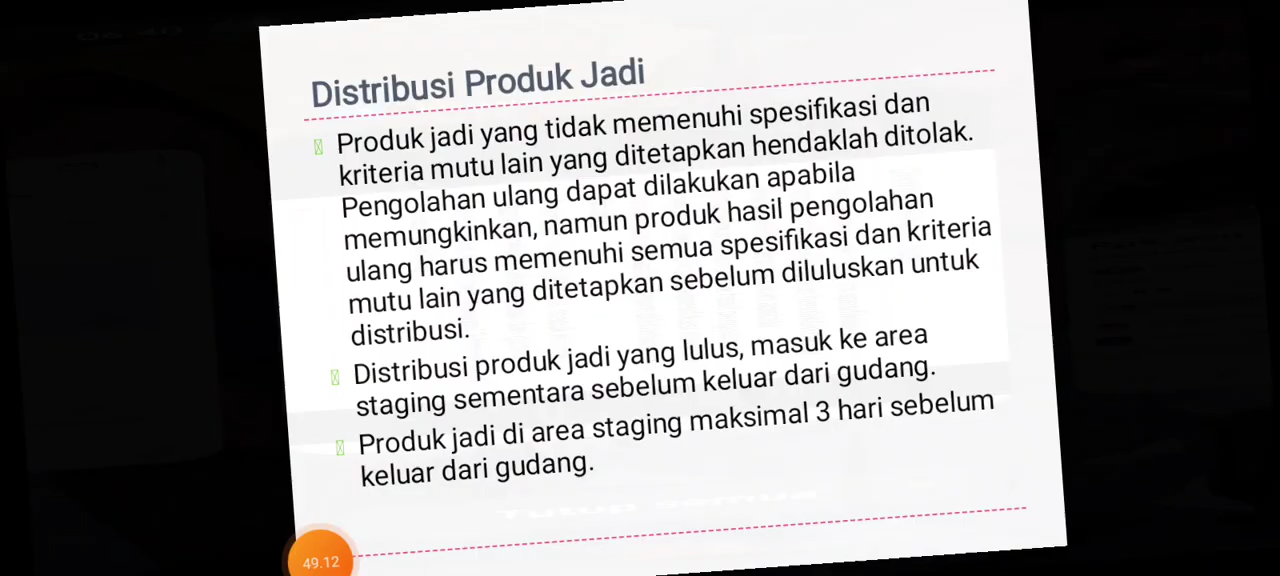 Distribusi Produk Jadi
Produk jadi yang tidak memenuhi spesifikasi dan
kriteria mutu lain yang ditetapkan hendaklah ditolak.
Pengolahan ulang dapat dilakukan apabila
memungkinkan, namun produk hasil pengolahan
ulang harus memenuhi semua spesifikasi dan kriteria
mutu lain yang ditetapkan sebelum diluluskan untuk
distribusi.
Distribusi produk jadi yang lulus, masuk ke area
staging sementara sebelum keluar dari gudang.
Produk jadi di area staging maksimal 3 hari sebelum
keluar dari gudang.
Tutup semua
49.12